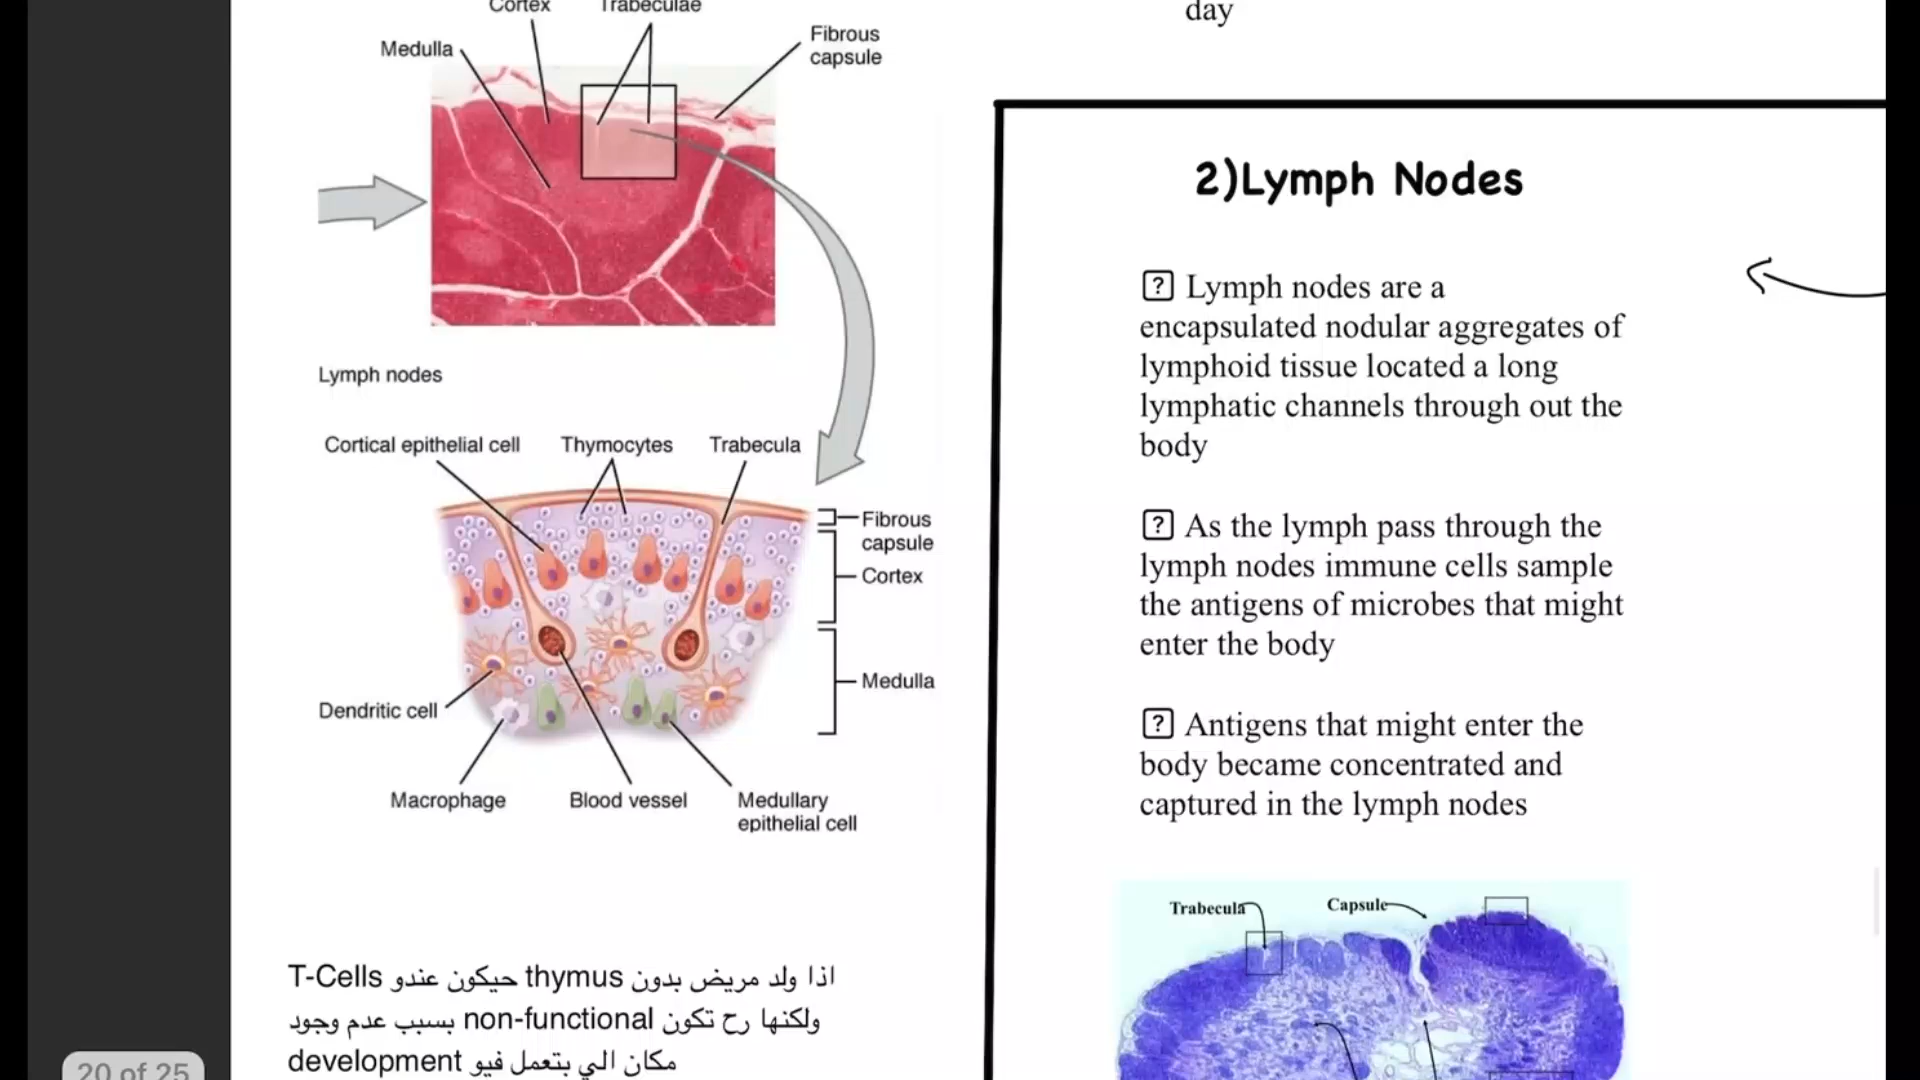 Cortex
Trabeculae
Medulla
Fibrous
capsule
Lymph nodes
Cortical epithelial cell
Thymocytes
Trabecula
Fibrous
capsule
Cortex
Medulla
Dendritic cell
Macrophage
Blood vessel
Medullary
epithelial cell
اذا ولد مريض بدون thymus حيكون عندو T-Cells
ولكنها رح تكون non-functional بسبب عدم وجود
مكان الي بتعمل فيو development
20 of 25
day
2)Lymph Nodes
? Lymph nodes are a
encapsulated nodular aggregates of
lymphoid tissue located a long
lymphatic channels through out the
body
? As the lymph pass through the
lymph nodes immune cells sample
the antigens of microbes that might
enter the body
? Antigens that might enter the
body became concentrated and
captured in the lymph nodes
Trabecula
Capsule